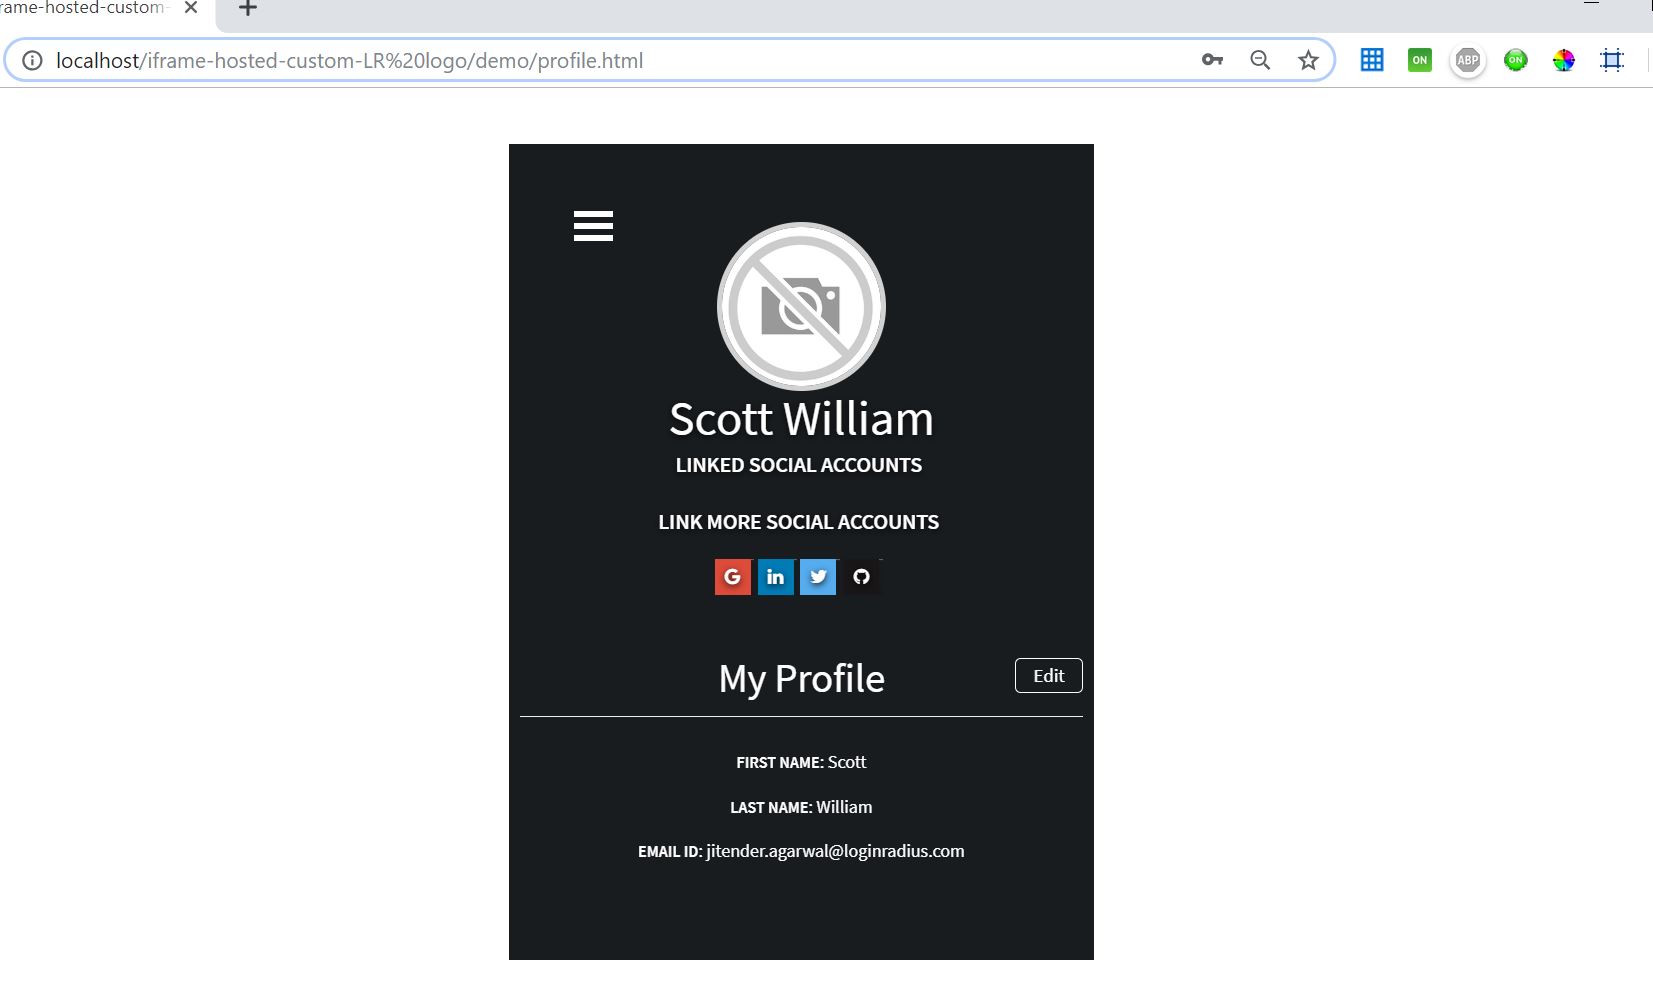 rame-hosted-custom-
localhost/iframe-hosted-custom-LR%20logo/demo/profile.html
ON
ABP
ON
Scott William
LINKED SOCIAL ACCOUNTS
LINK MORE SOCIAL ACCOUNTS
G in
My Profile
Edit
FIRST NAME: Scott
LAST NAME: William
EMAIL ID: jitender.agarwal@loginradius.com